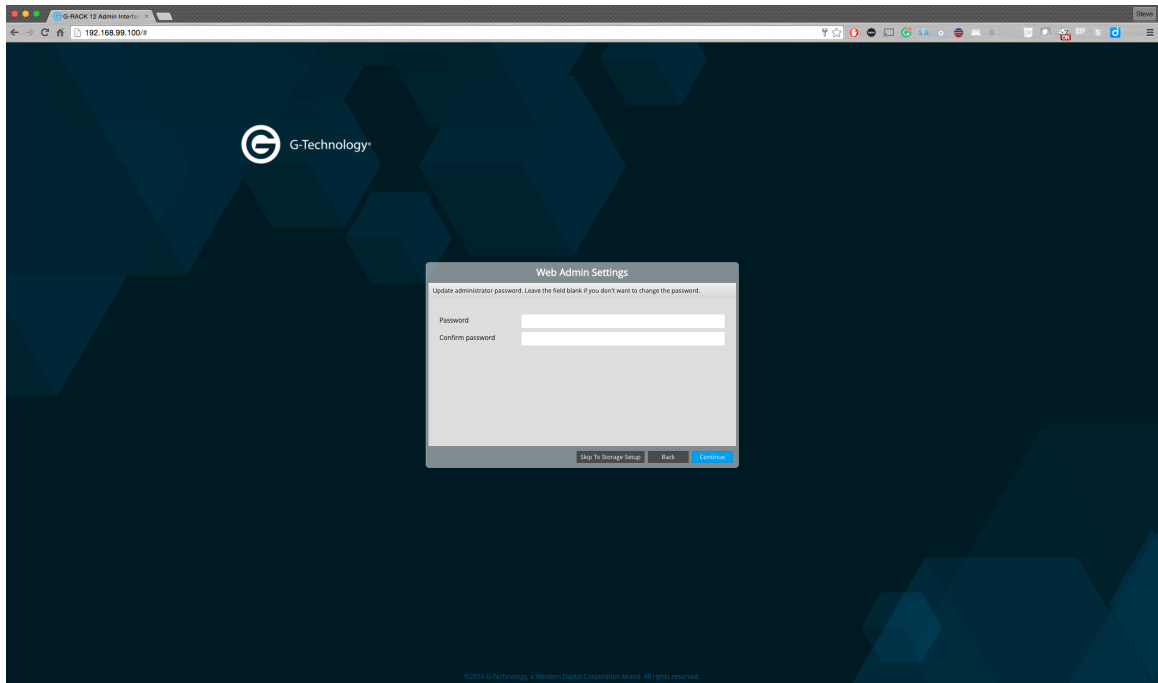 G-RACK 12 Admin Interfac
Steve
192.168.99.100/#
G-Technology®
Web Admin Settings
Update administrator password. Leave the field blank if you don't want to change the password.
Password
Confirm password
Skip To Storage Setup
Back
Continue
©2016 G-Technology, a Western Digital Corporation brand. All rights reserved.